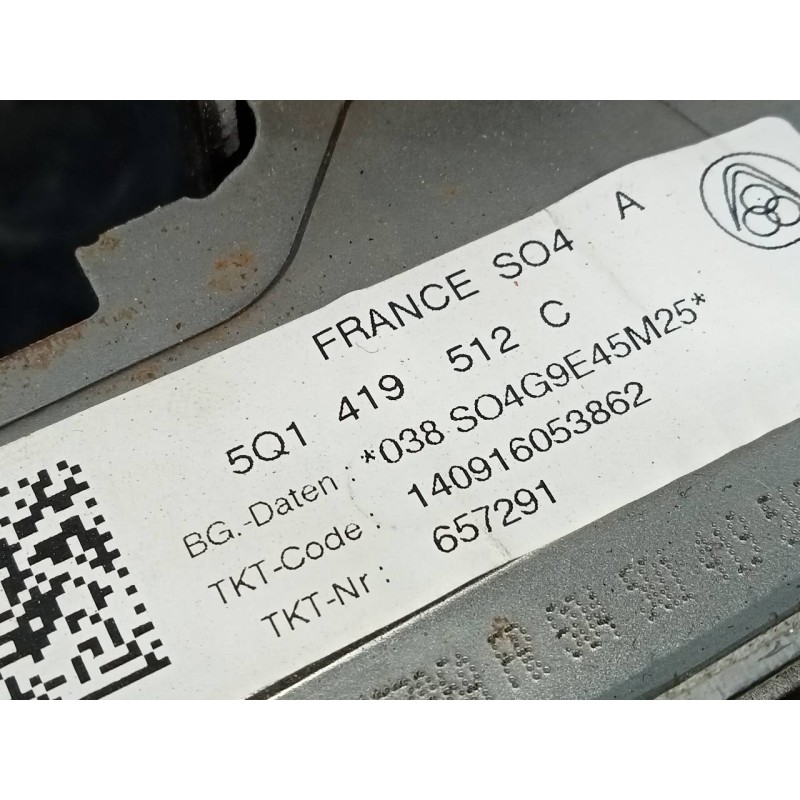 FRANCE SO4 A
5Q1 419 512 C
BG.-Daten : *038 SO4G9E45M25*
TKT-Code : 140916053862
TKT-Nr : 657291